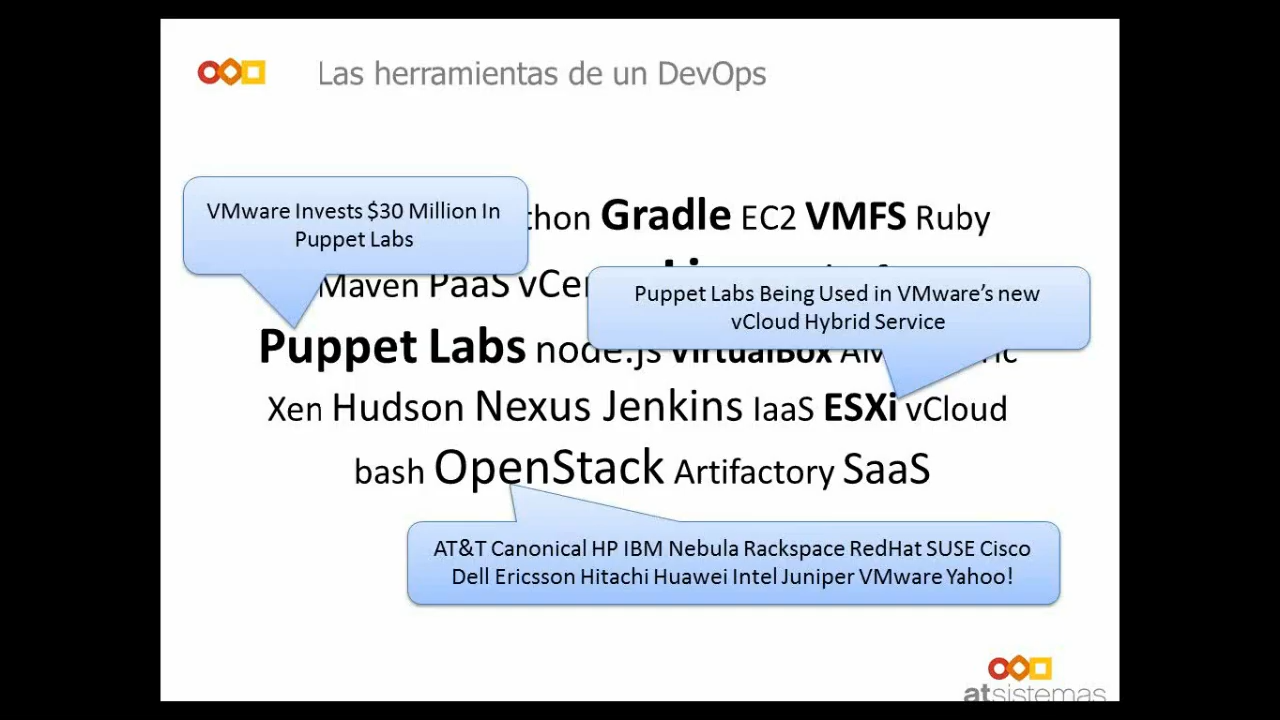 Las herramientas de un DevOps
VMware Invests $30 Million In
Puppet Labs
Gradle EC2 VMFS Ruby
Maven PaaS
Puppet Labs Being Used in VMware's new
vCloud Hybrid Service
Puppet Labs node.js VirtualBox
Xen Hudson Nexus Jenkins IaaS ESXi vCloud
bash OpenStack Artifactory SaaS
AT&T Canonical HP IBM Nebula Rackspace RedHat SUSE Cisco
Dell Ericsson Hitachi Huawei Intel Juniper VMware Yahoo!
atsistemas